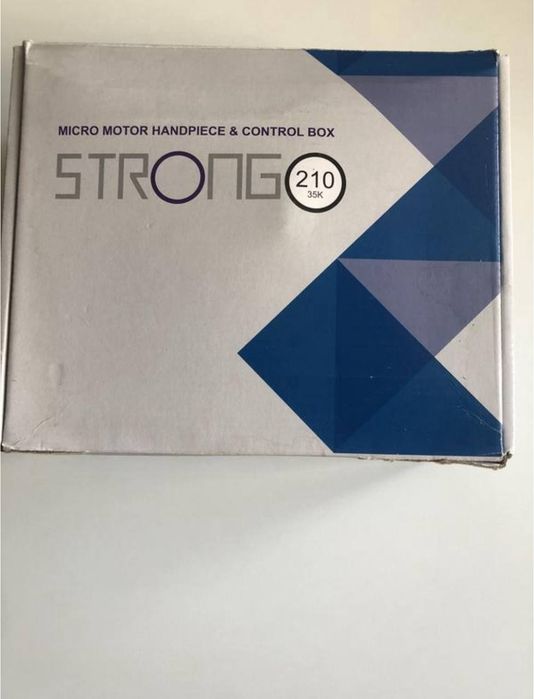 MICRO MOTOR HANDPIECE & CONTROL BOX
STRONG 210
35K